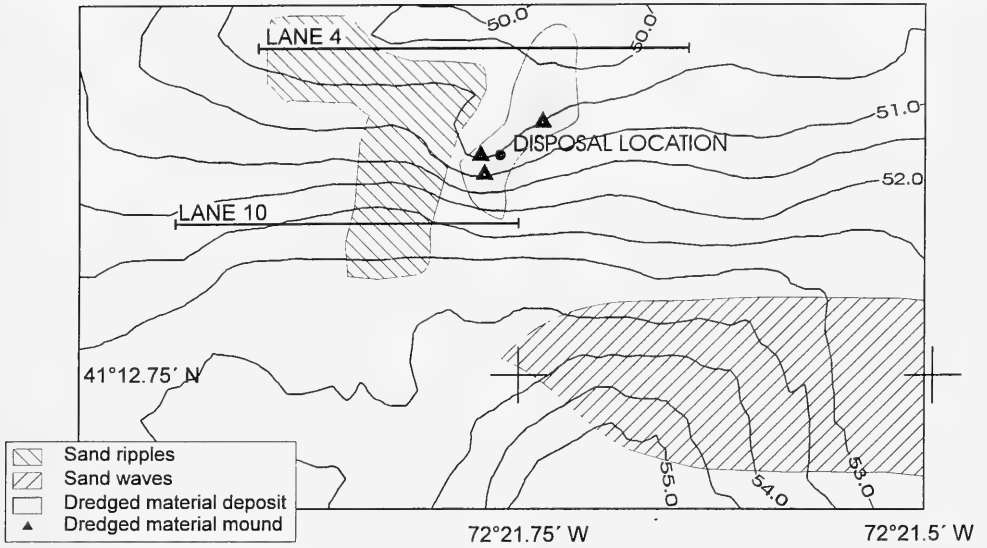 50.0
50.0
LANE 4
51.0
DISPOSAL LOCATION
52.0
LANE 10
41°12.75´ N
Sand ripples
Sand waves
Dredged material deposit
Dredged material mound
55.0
54.0
53.0
72°21.75´ W
72°21.5´ W